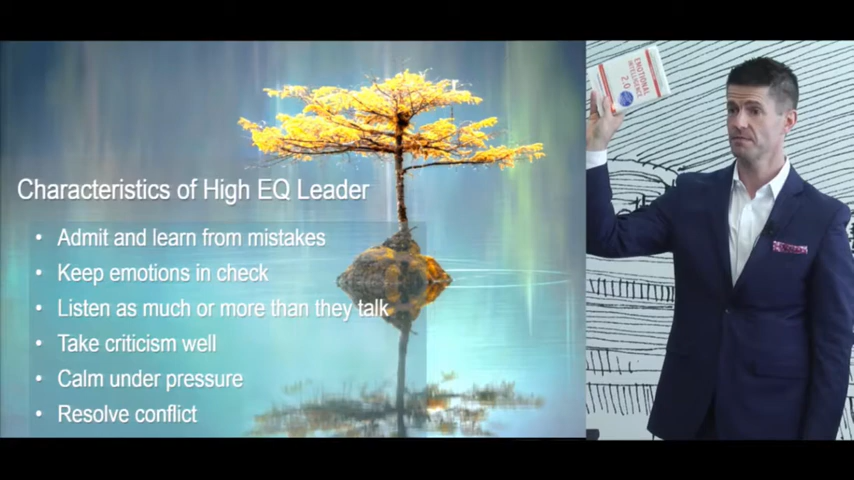 Characteristics of High EQ Leader
• Admit and learn from mistakes
• Keep emotions in check
• Listen as much or more than they talk
• Take criticism well
• Calm under pressure
• Resolve conflict
EMOTIONAL
INTELLIGENCE
2.0